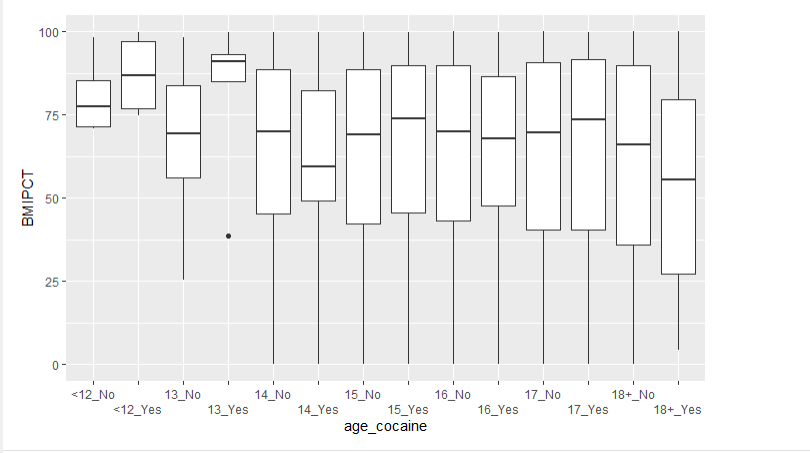 100
75
50
25
0
BMIPCT
<12_No 13_No 14_No 15_No 16_No 17_No 18+_No
<12_Yes 13_Yes 14_Yes 15_Yes 16_Yes 17_Yes 18+_Yes
age_cocaine